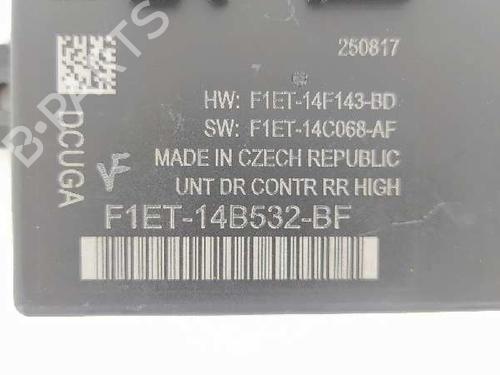 250817
HW: F1ET-14F143-BD
SW: F1ET-14C068-AF
MADE IN CZECH REPUBLIC
UNT DR CONTR RR HIGH
F1ET-14B532-BF
DCUGA
VF
B-PARTS